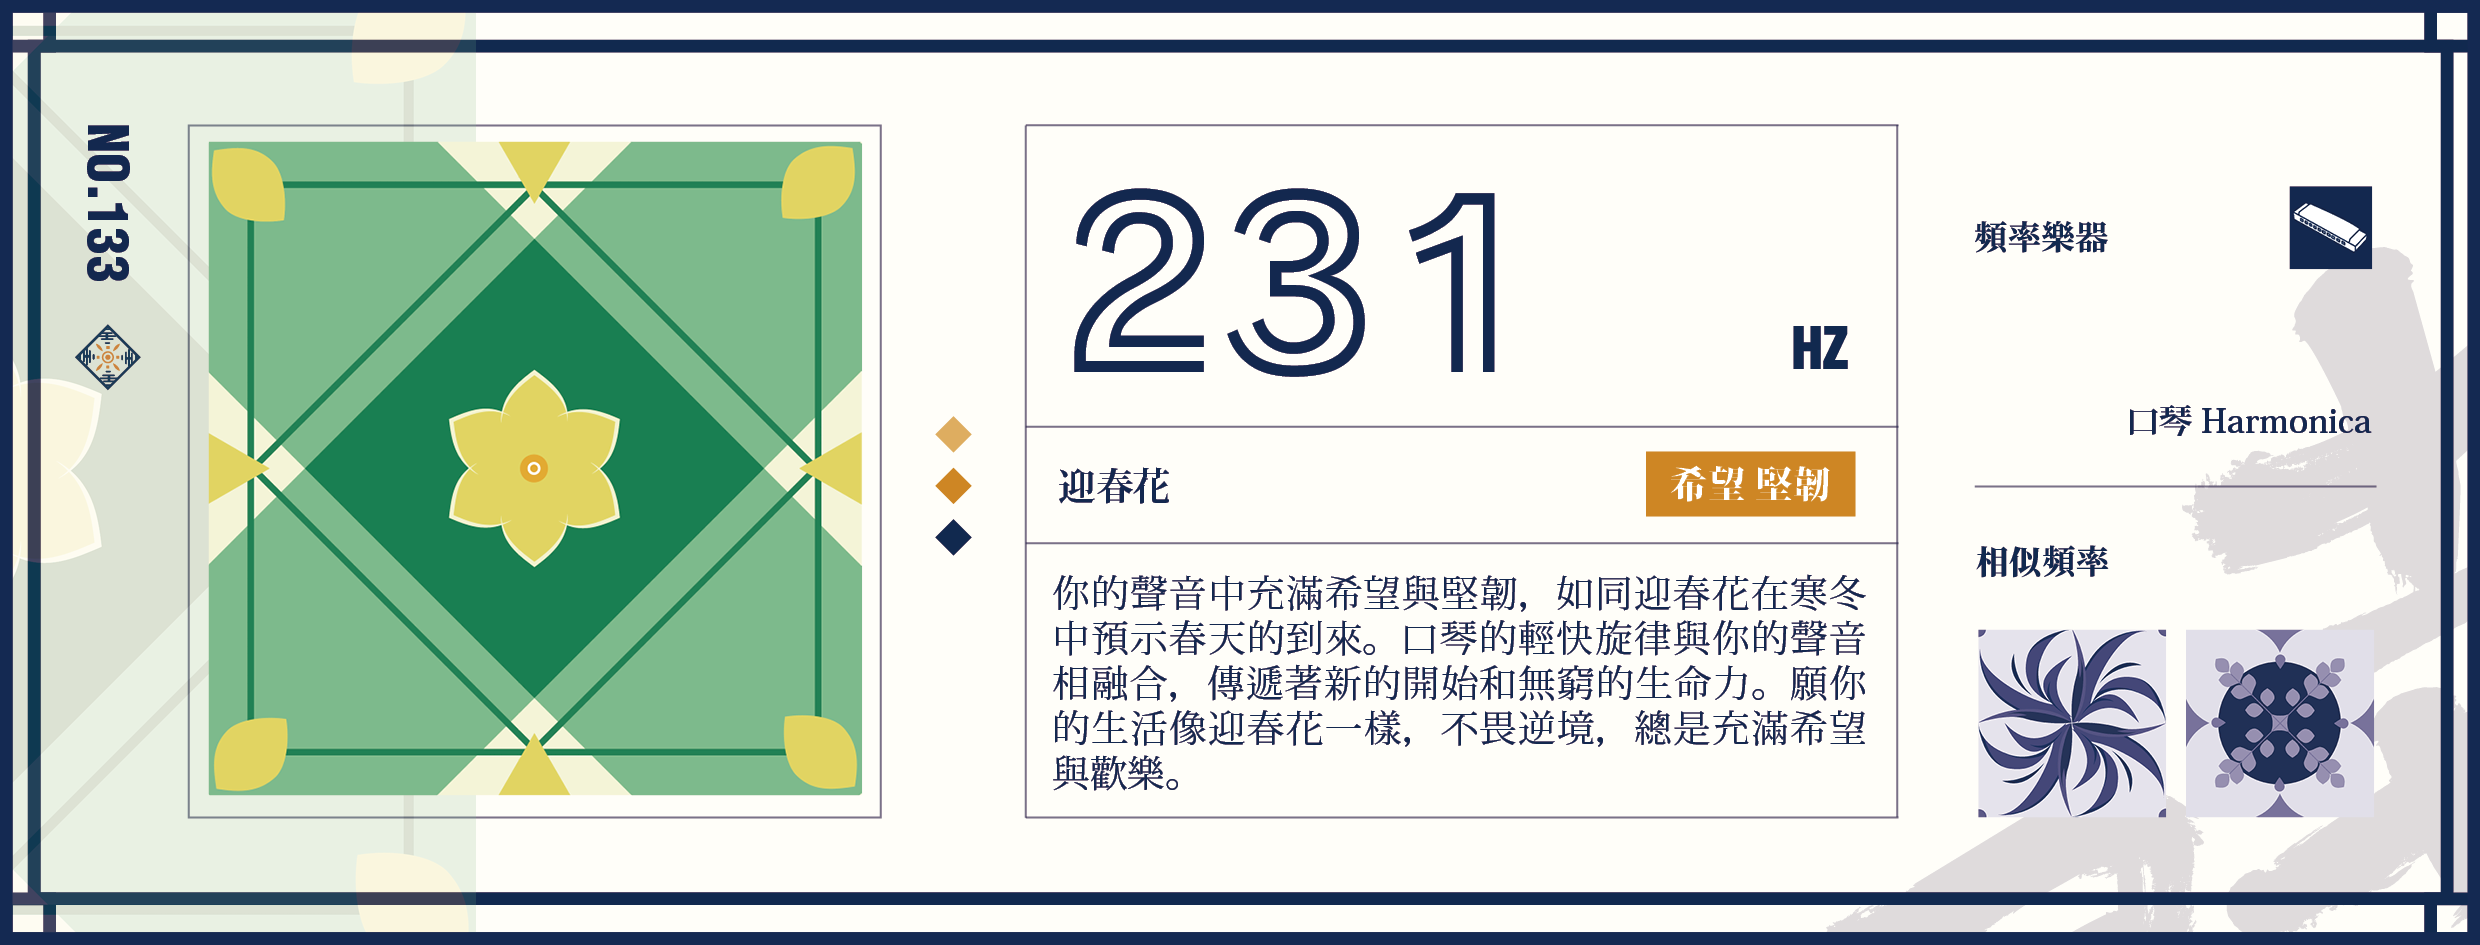 NO.133
231
HZ
迎春花
希望 堅韌
你的聲音中充滿希望與堅韌，如同迎春花在寒冬
中預示春天的到來。口琴的輕快旋律與你的聲音
相融合，傳遞著新的開始和無窮的生命力。願你
的生活像迎春花一樣，不畏逆境，總是充滿希望
與歡樂。
頻率樂器
口琴 Harmonica
相似頻率